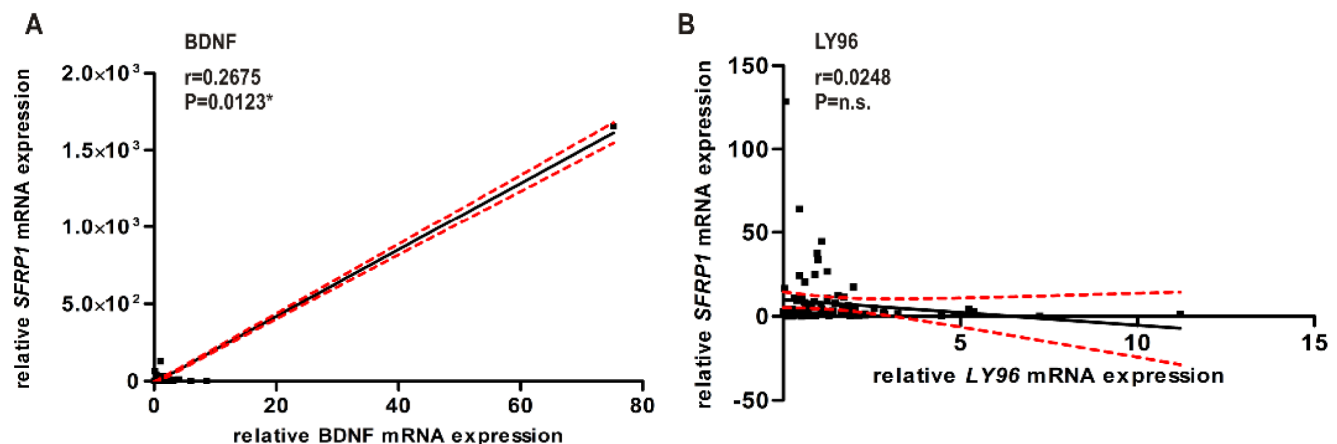 A
BDNF
r=0.2675
P=0.0123*
relative SFRP1 mRNA expression
2.0×10³
1.5×10³
1.0×10³
5.0×10²
0
0
20
40
60
80
relative BDNF mRNA expression
B
LY96
r=0.0248
P=n.s.
relative SFRP1 mRNA expression
150
100
50
0
-50
5
10
15
relative LY96 mRNA expression